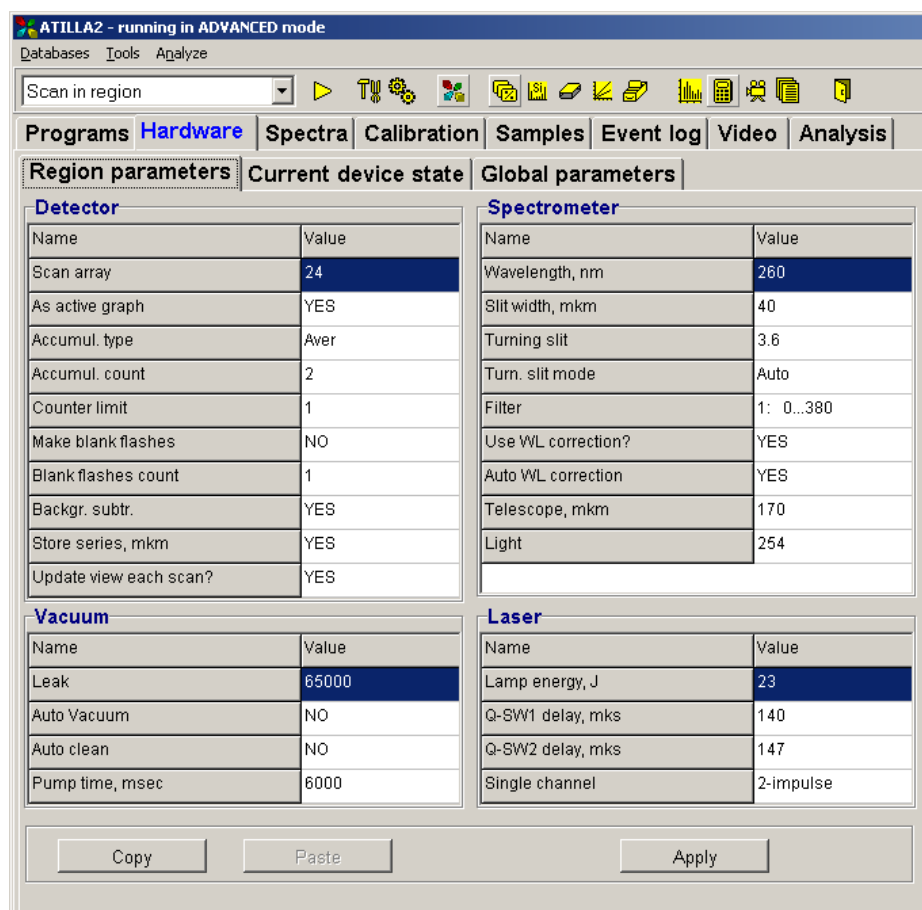 ATILLA2 - running in ADVANCED mode
Databases Tools Analyze
Scan in region
Programs Hardware Spectra Calibration Samples Event log Video Analysis
Region parameters Current device state Global parameters
Detector
Name Value
Scan array 24
As active graph YES
Accumul. type Aver
Accumul. count 2
Counter limit 1
Make blank flashes NO
Blank flashes count 1
Backgr. subtr. YES
Store series, mkm YES
Update view each scan? YES
Spectrometer
Name Value
Wavelength, nm 260
Slit width, mkm 40
Turning slit 3.6
Turn. slit mode Auto
Filter 1: 0...380
Use WL correction? YES
Auto WL correction YES
Telescope, mkm 170
Light 254
Vacuum
Name Value
Leak 65000
Auto Vacuum NO
Auto clean NO
Pump time, msec 6000
Laser
Name Value
Lamp energy, J 23
Q-SW1 delay, mks 140
Q-SW2 delay, mks 147
Single channel 2-impulse
Copy Paste Apply